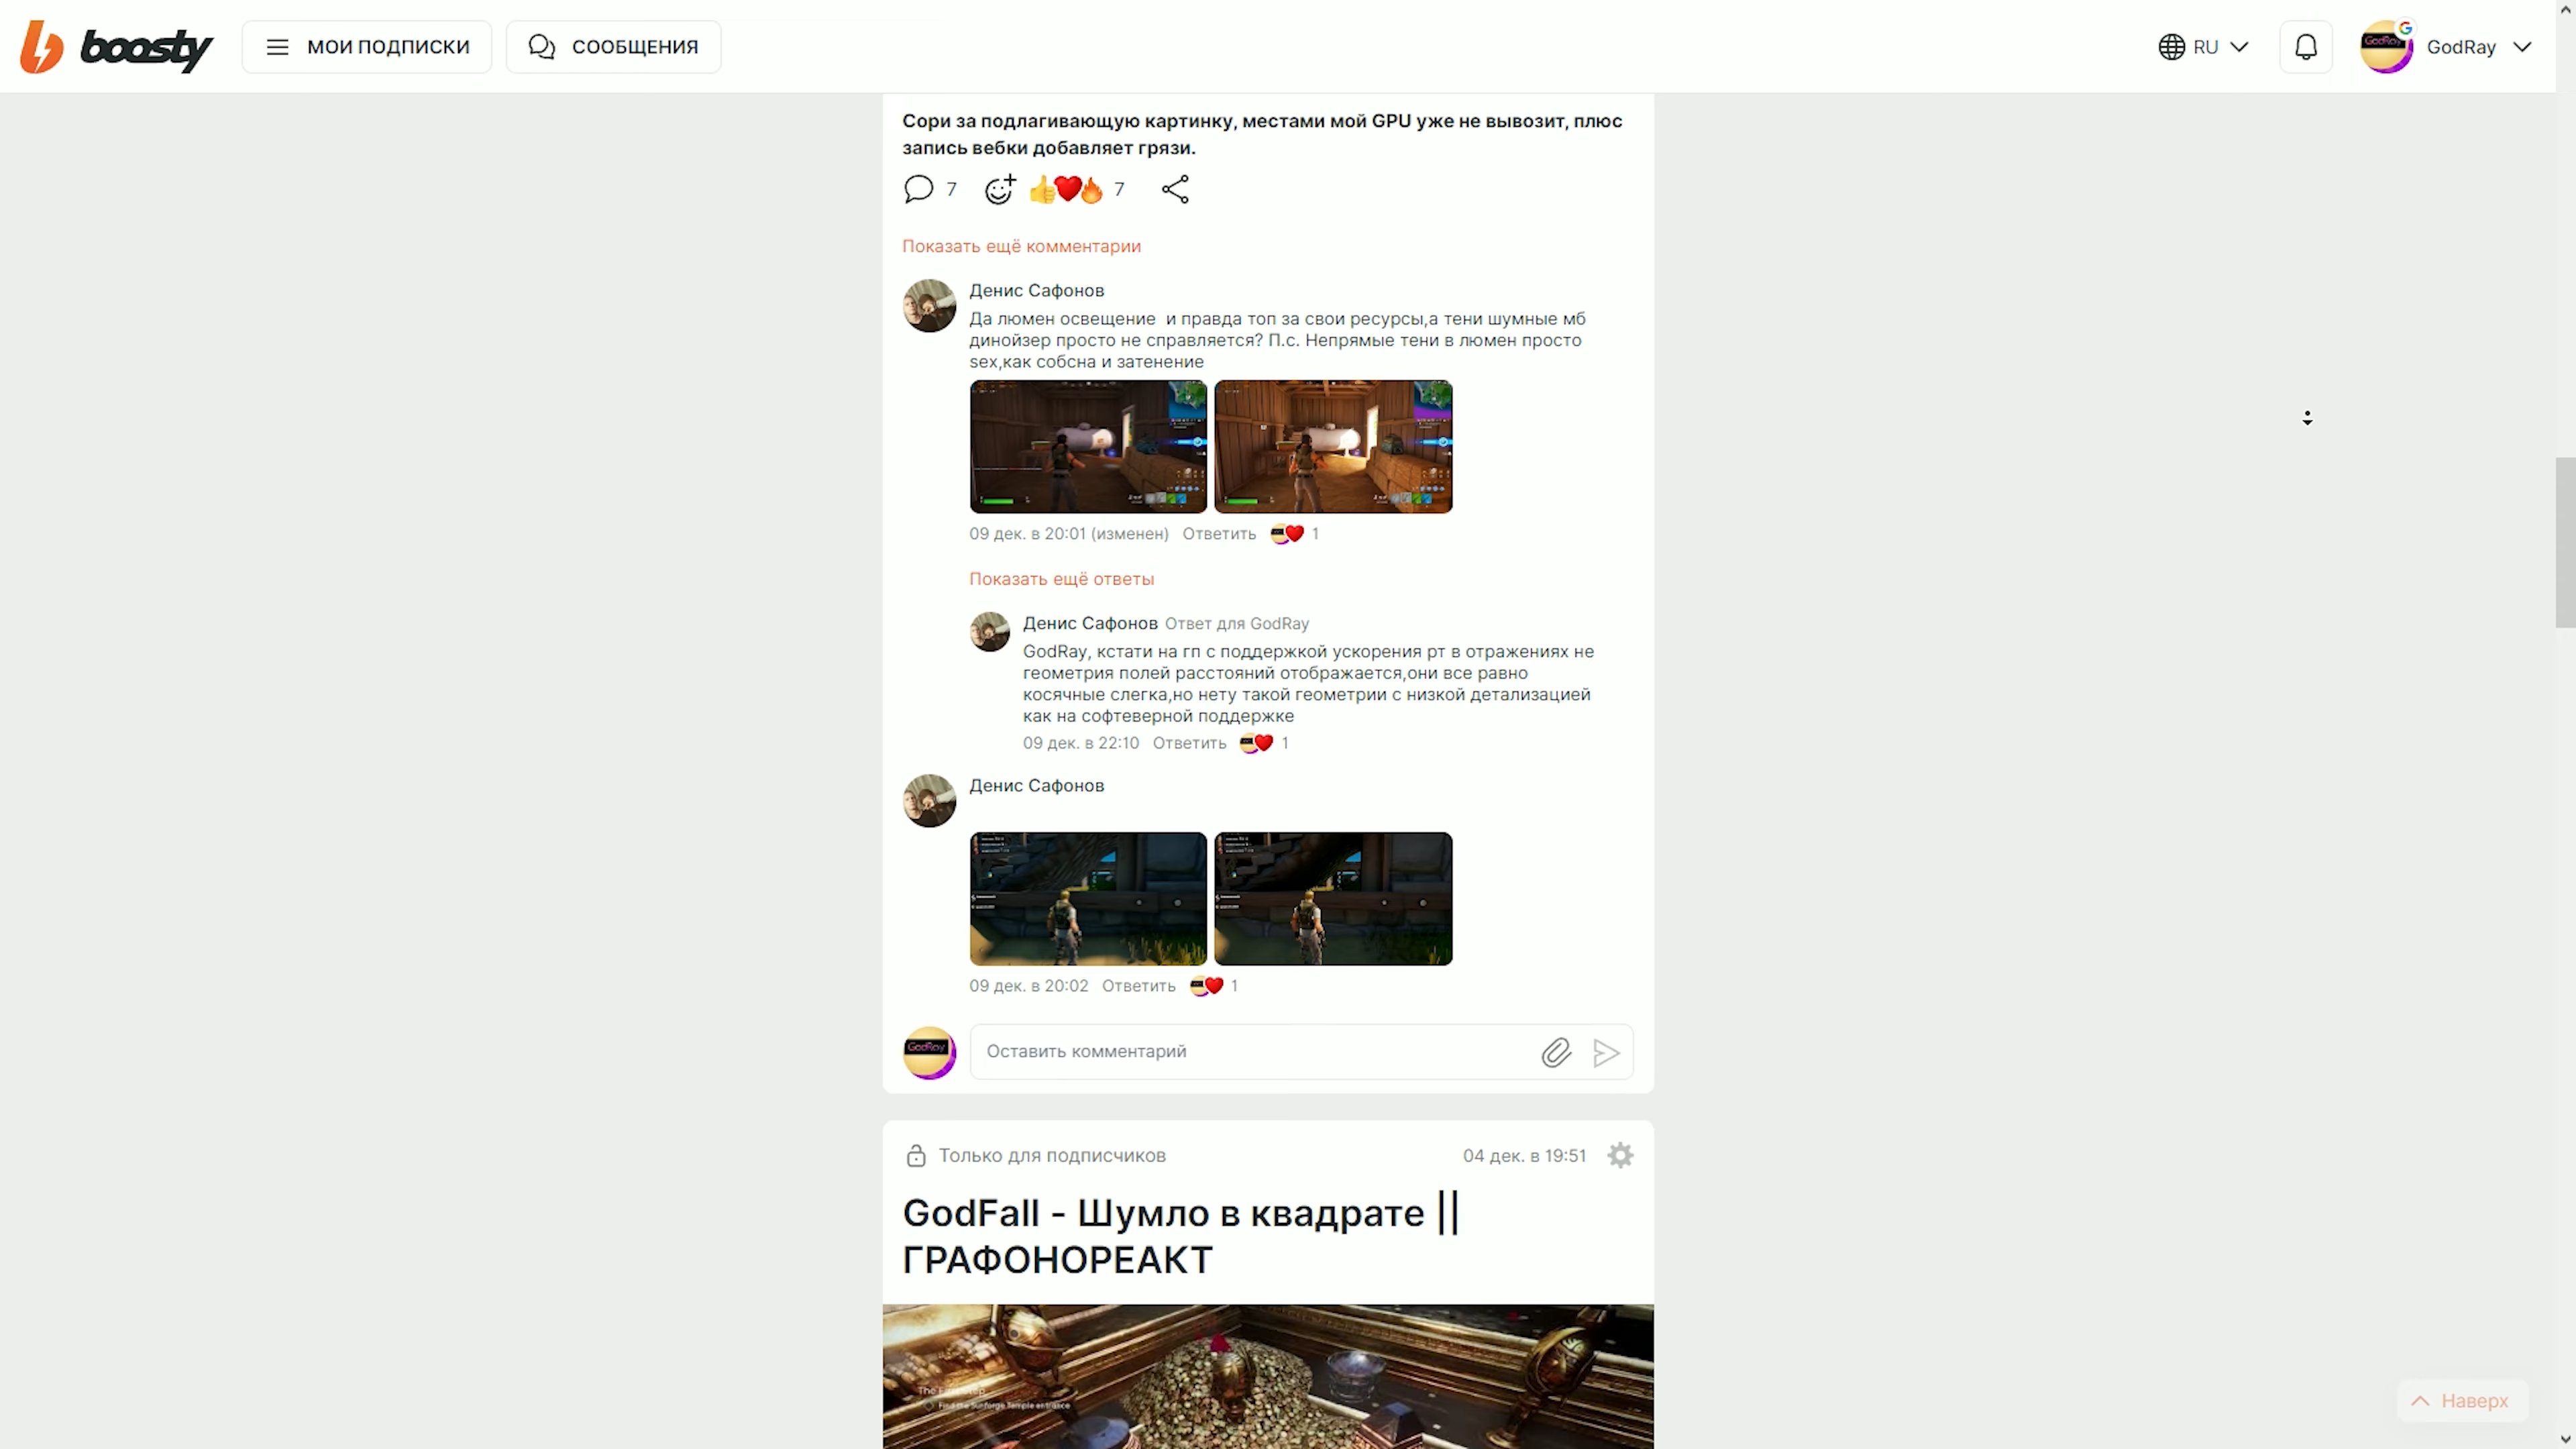 boosty
МОИ ПОДПИСКИ
СООБЩЕНИЯ
RU
GodRay
Сори за подлагивающую картинку, местами мой GPU уже не вывозит, плюс
запись вебки добавляет грязи.
7
7
Показать ещё комментарии
Денис Сафонов
Да люмен освещение и правда топ за свои ресурсы,а тени шумные мб
динойзер просто не справляется? П.с. Непрямые тени в люмен просто
sex,как собсна и затенение
09 дек. в 20:01 (изменен) Ответить 1
Показать ещё ответы
Денис Сафонов Ответ для GodRay
GodRay, кстати на гп с поддержкой ускорения рт в отражениях не
геометрия полей расстояний отображается,они все равно
косячные слегка,но нету такой геометрии с низкой детализацией
как на софтеверной поддержке
09 дек. в 22:10 Ответить 1
Денис Сафонов
09 дек. в 20:02 Ответить 1
GodRay
Оставить комментарий
Только для подписчиков
04 дек. в 19:51
GodFall - Шумло в квадрате ||
ГРАФОНОРЕАКТ
Find the Sunforge Temple entrance
Наверх